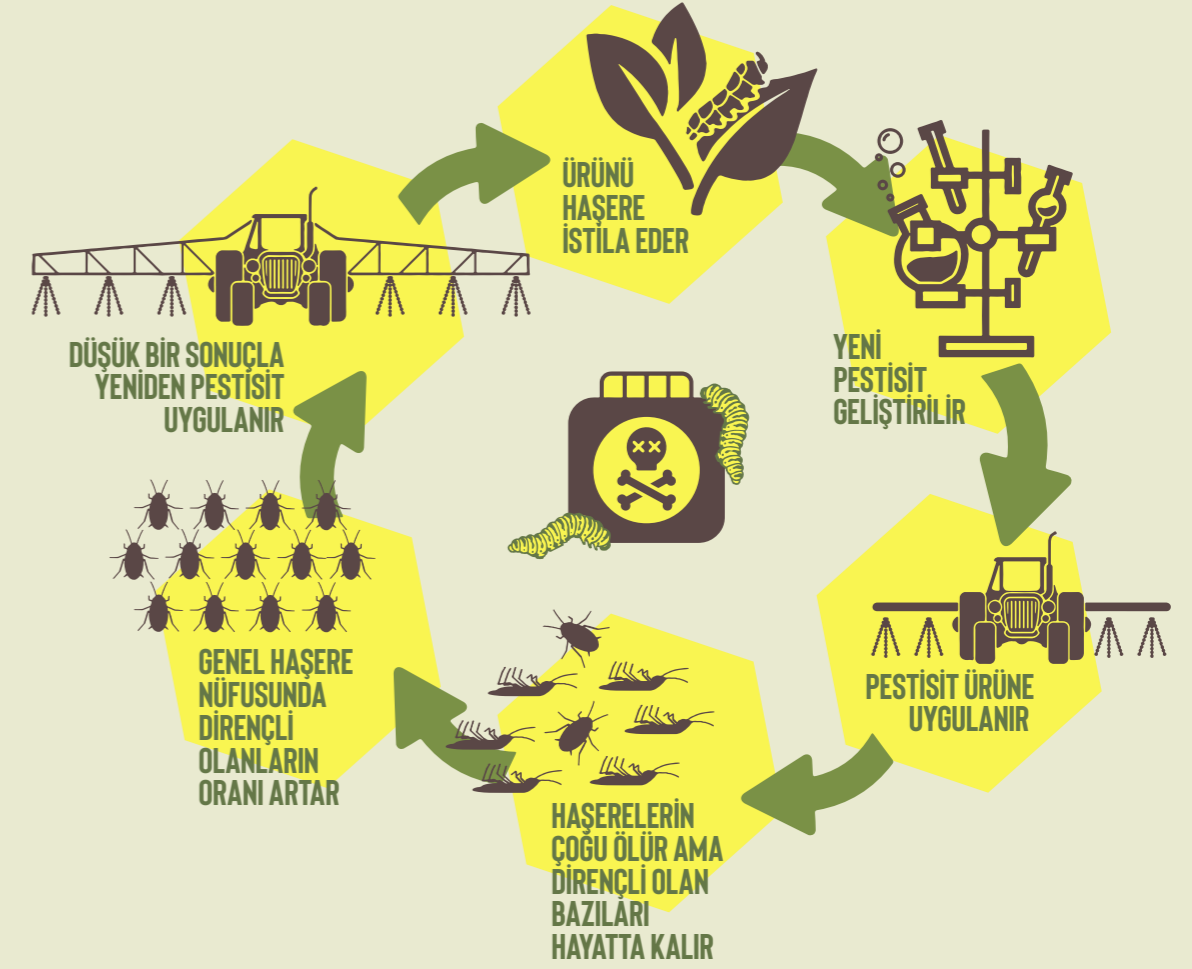 ÜRÜNÜ
HAŞERE
İSTİLA EDER
YENİ
PESTİSİT
GELİŞTİRİLİR
PESTİSİT ÜRÜNE
UYGULANIR
HAŞERELERİN
ÇOĞU ÖLÜR AMA
DİRENÇLİ OLAN
BAZILARI
HAYATTA KALIR
GENEL HAŞERE
NÜFUSUNDA
DİRENÇLİ
OLANLARIN
ORANI ARTAR
DÜŞÜK BİR SONUÇLA
YENİDEN PESTİSİT
UYGULANIR